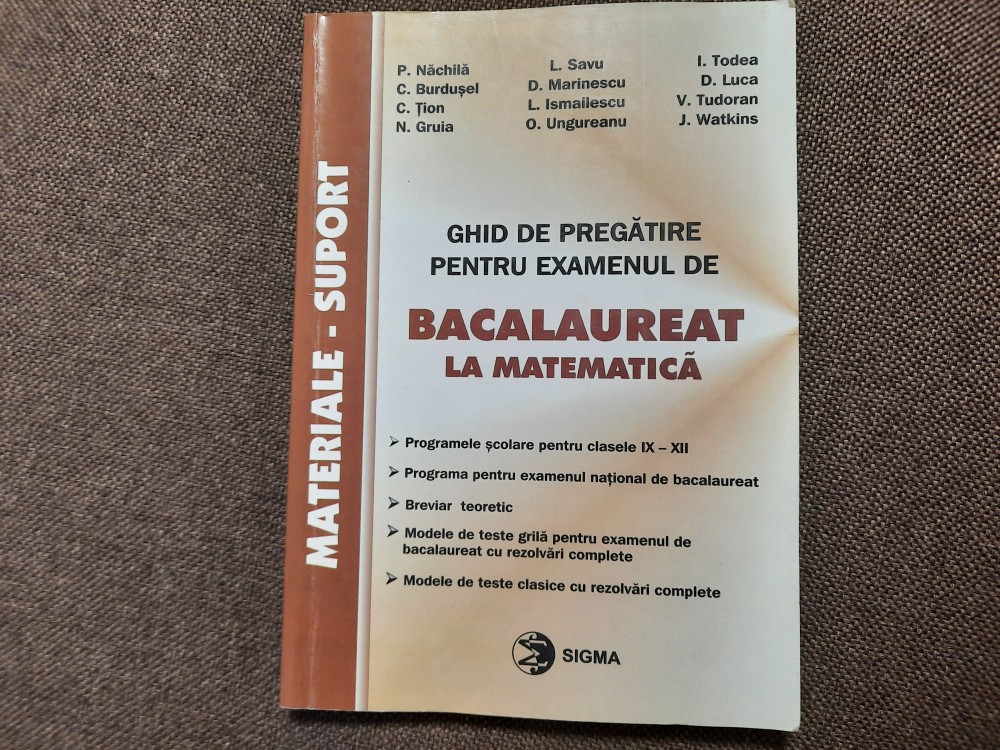 P. Năchilă
C. Burdușel
C. Țion
N. Gruia
L. Savu
D. Marinescu
L. Ismailescu
O. Ungureanu
I. Todea
D. Luca
V. Tudoran
J. Watkins
MATERIALE - SUPORT
GHID DE PREGĂTIRE
PENTRU EXAMENUL DE
BACALAUREAT
LA MATEMATICĂ
➢ Programele școlare pentru clasele IX – XII
➢ Programa pentru examenul național de bacalaureat
➢ Breviar teoretic
➢ Modele de teste grilă pentru examenul de
bacalaureat cu rezolvări complete
➢ Modele de teste clasice cu rezolvări complete
SIGMA